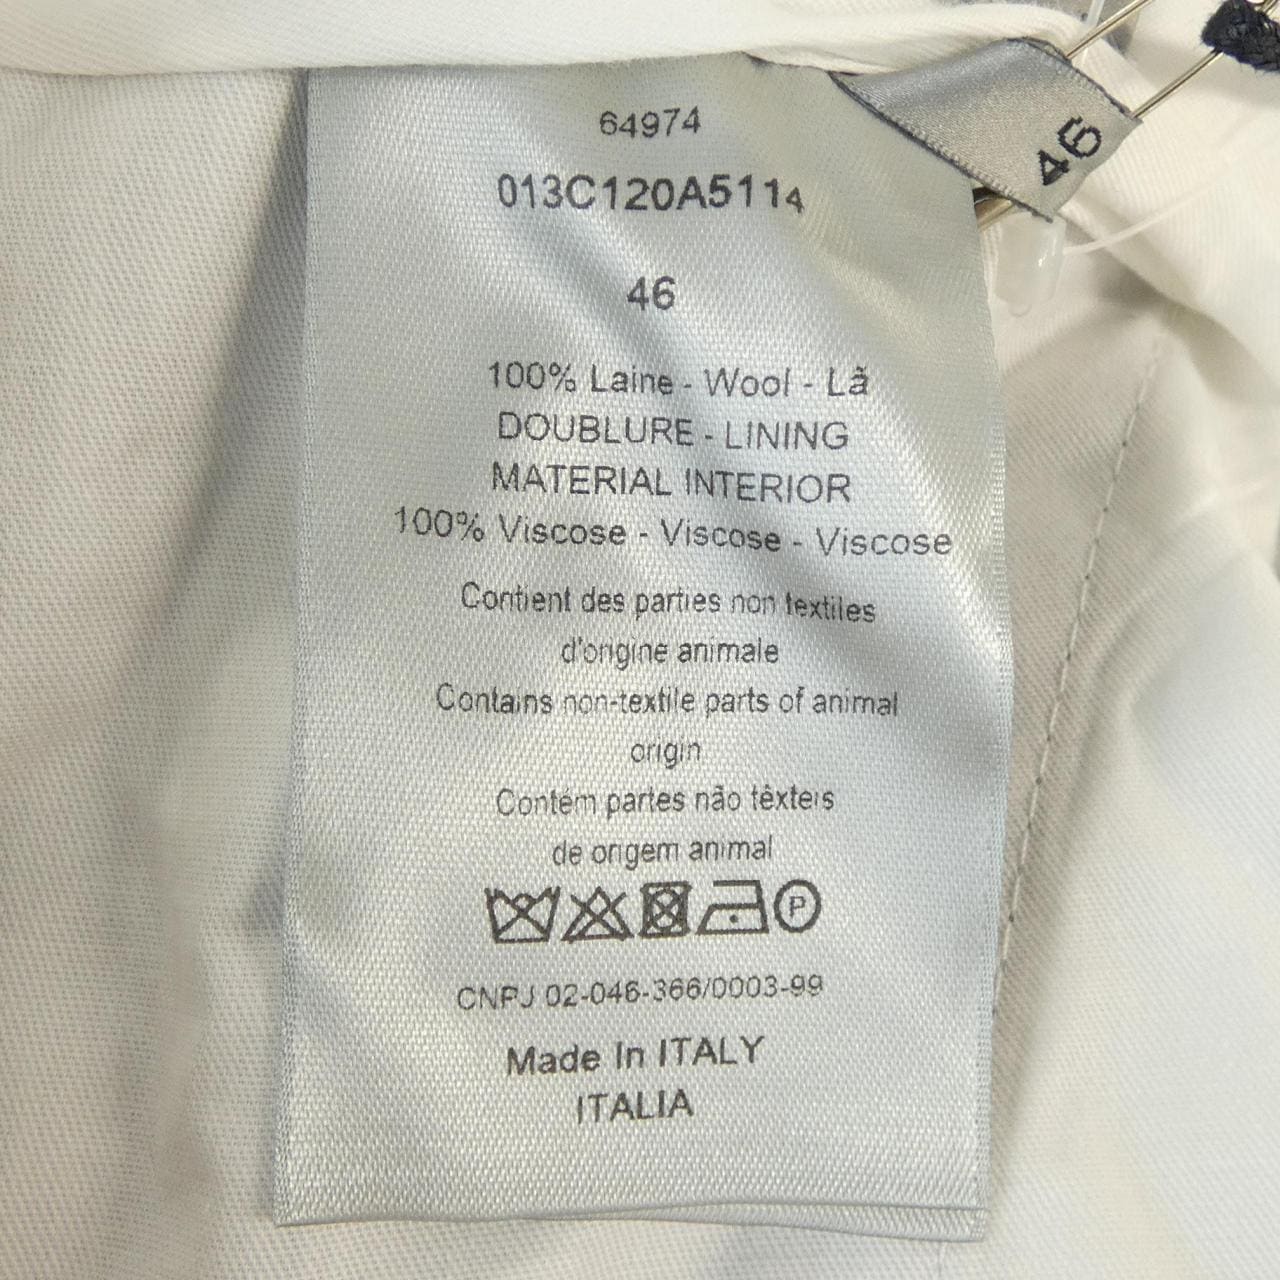 64974
013C120A5114
46
46
100% Laine - Wool - Lã
DOUBLURE - LINING
MATERIAL INTERIOR
100% Viscose - Viscose - Viscose
Contient des parties non textiles
d'origine animale
Contains non-textile parts of animal
origin
Contém partes não têxteis
de origem animal
P
CNPJ 02-046-366/0003-99
Made In ITALY
ITALIA